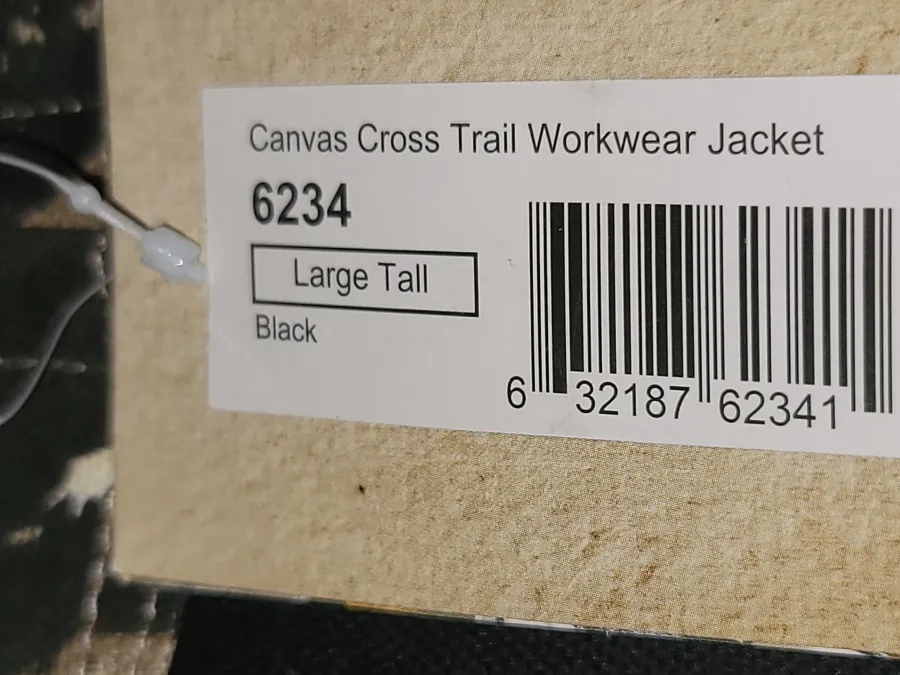 Canvas Cross Trail Workwear Jacket
6234
Large Tall
Black
6 32187 62341